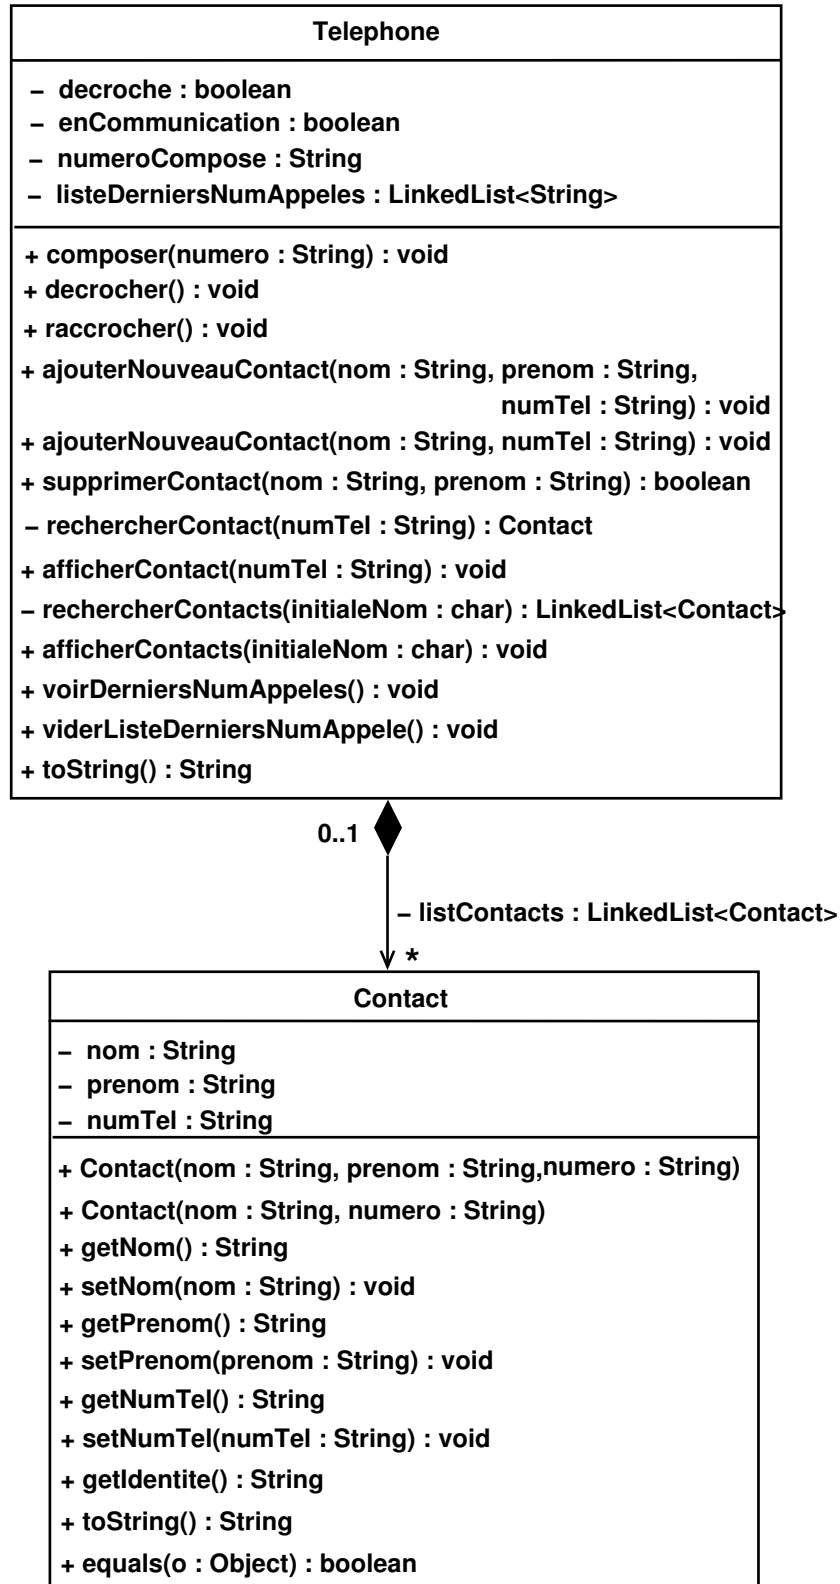 Telephone
– decroche : boolean
– enCommunication : boolean
– numeroCompose : String
– listeDerniersNumAppeles : LinkedList<String>
+ composer(numero : String) : void
+ decrocher() : void
+ raccrocher() : void
+ ajouterNouveauContact(nom : String, prenom : String,
numTel : String) : void
+ ajouterNouveauContact(nom : String, numTel : String) : void
+ supprimerContact(nom : String, prenom : String) : boolean
– rechercherContact(numTel : String) : Contact
+ afficherContact(numTel : String) : void
– rechercherContacts(initialeNom : char) : LinkedList<Contact>
+ afficherContacts(initialeNom : char) : void
+ voirDerniersNumAppeles() : void
+ viderListeDerniersNumAppele() : void
+ toString() : String
0..1
– listContacts : LinkedList<Contact>
*
Contact
– nom : String
– prenom : String
– numTel : String
+ Contact(nom : String, prenom : String,numero : String)
+ Contact(nom : String, numero : String)
+ getNom() : String
+ setNom(nom : String) : void
+ getPrenom() : String
+ setPrenom(prenom : String) : void
+ getNumTel() : String
+ setNumTel(numTel : String) : void
+ getIdentite() : String
+ toString() : String
+ equals(o : Object) : boolean